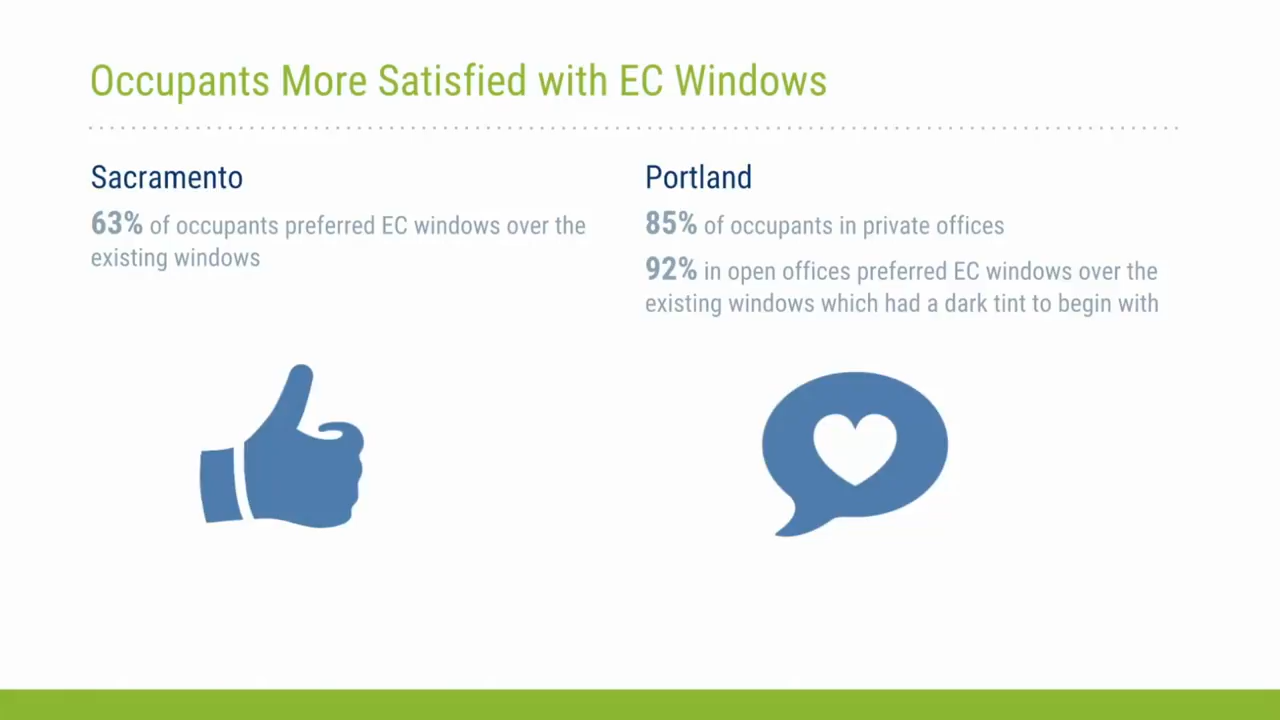 Occupants More Satisfied with EC Windows
Sacramento
63% of occupants preferred EC windows over the
existing windows
Portland
85% of occupants in private offices
92% in open offices preferred EC windows over the
existing windows which had a dark tint to begin with